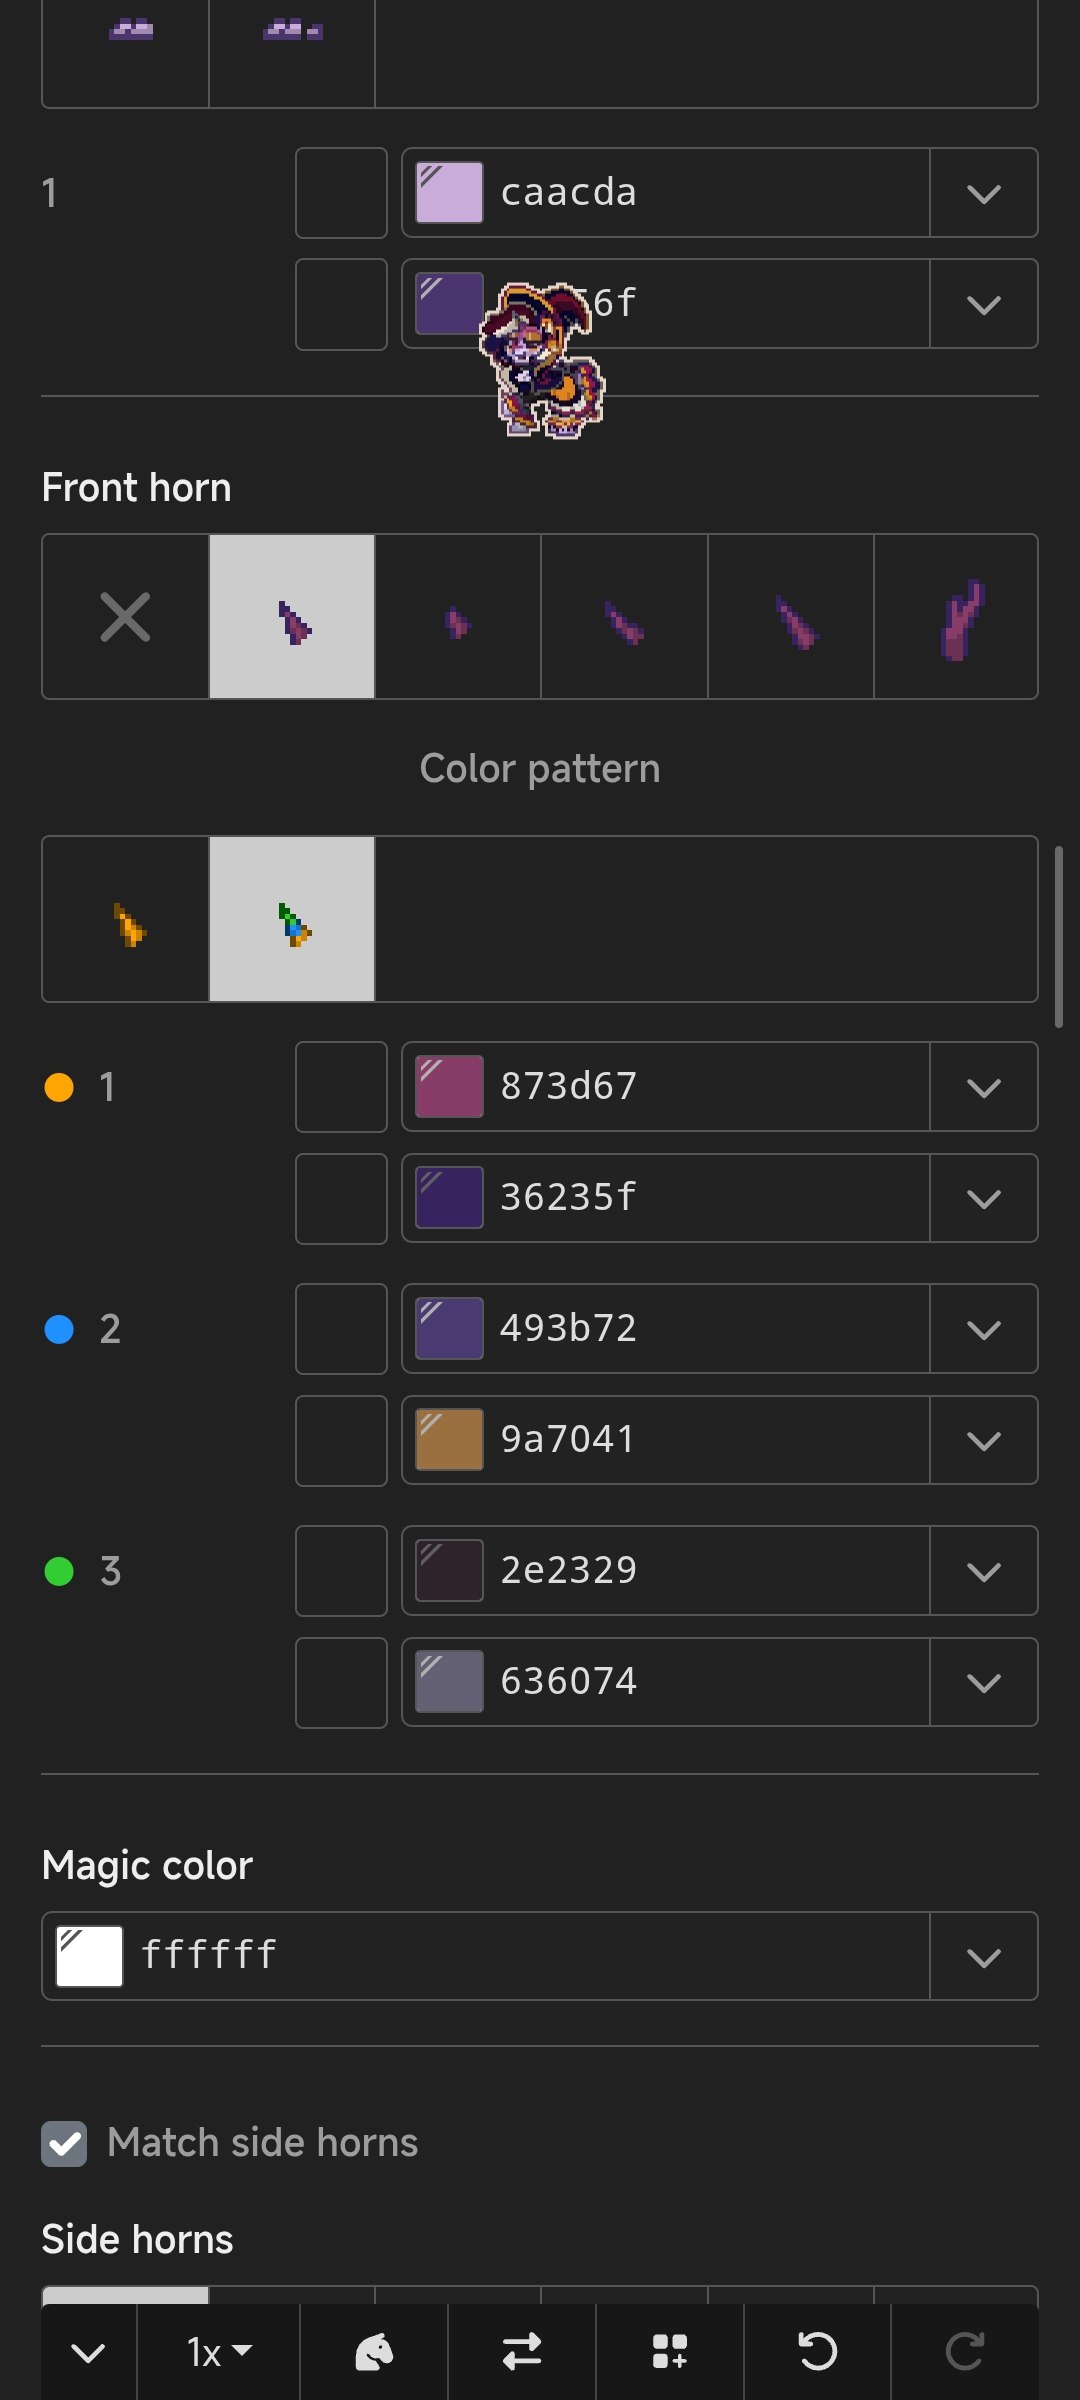 1
caacda
6f
Front horn
Color pattern
1
873d67
36235f
2
493b72
9a7041
3
2e2329
636074
Magic color
ffffff
Match side horns
Side horns
1x